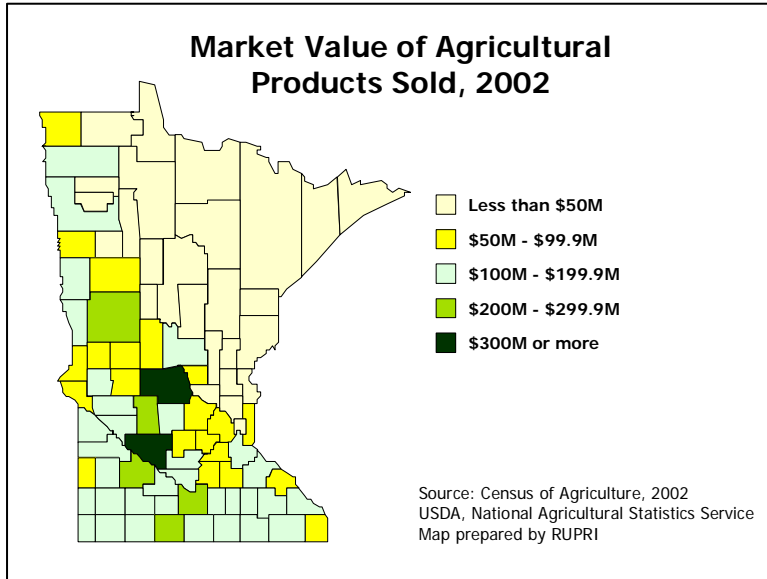 Market Value of Agricultural
Products Sold, 2002
Less than $50M
$50M - $99.9M
$100M - $199.9M
$200M - $299.9M
$300M or more
Source: Census of Agriculture, 2002
USDA, National Agricultural Statistics Service
Map prepared by RUPRI